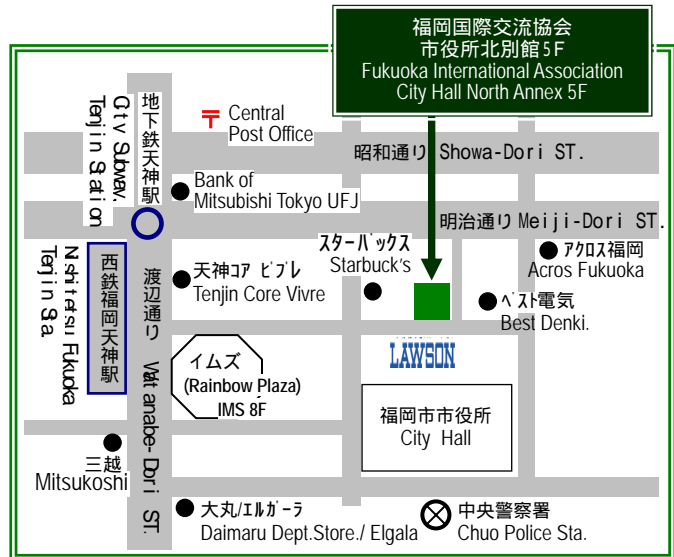 福岡国際交流協会
市役所北別館5F
Fukuoka International Association
City Hall North Annex 5F
地下鉄天神駅
City Subway,
Tenjin Station
〒 Central
Post Office
昭和通り Showa-Dori ST.
Bank of
Mitsubishi Tokyo UFJ
明治通り Meiji-Dori ST.
スターバックス
Starbuck's
アクロス福岡
Acros Fukuoka
西鉄福岡天神駅
Nishitetsu Fukuoka
Tenjin Sta.
渡辺通り Watanabe-Dori ST.
天神コア ビブレ
Tenjin Core Vivre
ベスト電気
Best Denki.
LAWSON
イムズ
(Rainbow Plaza)
IMS 8F
福岡市市役所
City Hall
三越
Mitsukoshi
大丸/エルガーラ
Daimaru Dept.Store./ Elgala
中央警察署
Chuo Police Sta.